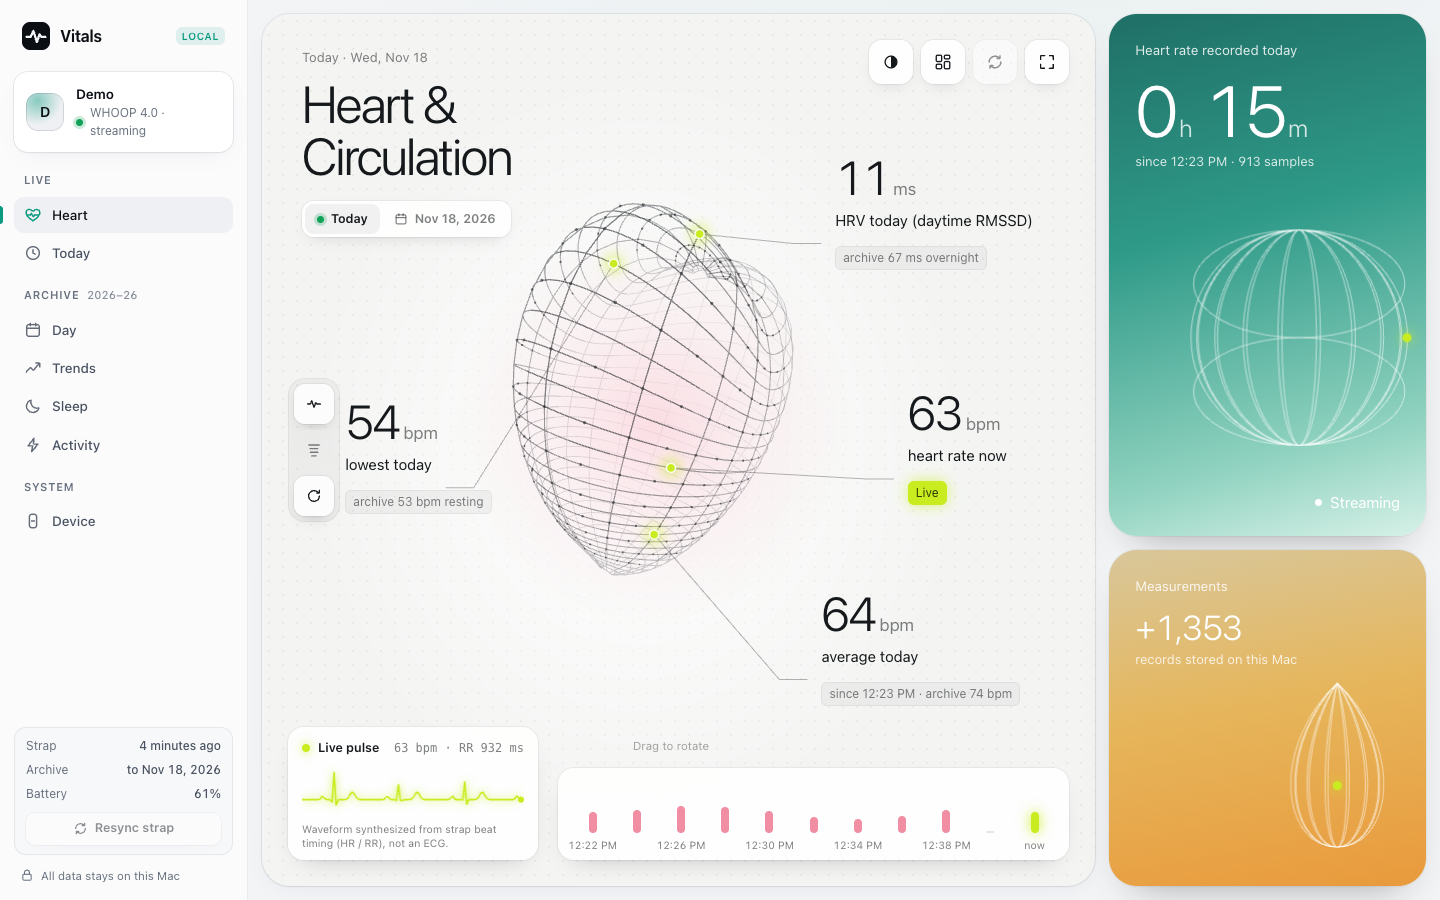 Vitals
LOCAL
D
Demo
WHOOP 4.0 ·
streaming
LIVE
Heart
Today
ARCHIVE 2026–26
Day
Trends
Sleep
Activity
SYSTEM
Device
Strap 4 minutes ago
Archive to Nov 18, 2026
Battery 61%
Resync strap
All data stays on this Mac
Today · Wed, Nov 18
Heart &
Circulation
Today
Nov 18, 2026
11 ms
HRV today (daytime RMSSD)
archive 67 ms overnight
54 bpm
lowest today
archive 53 bpm resting
63 bpm
heart rate now
Live
64 bpm
average today
since 12:23 PM · archive 74 bpm
Live pulse 63 bpm · RR 932 ms
Waveform synthesized from strap beat
timing (HR / RR), not an ECG.
Drag to rotate
12:22 PM 12:26 PM 12:30 PM 12:34 PM 12:38 PM now
Heart rate recorded today
0h 15m
since 12:23 PM · 913 samples
Streaming
Measurements
+1,353
records stored on this Mac